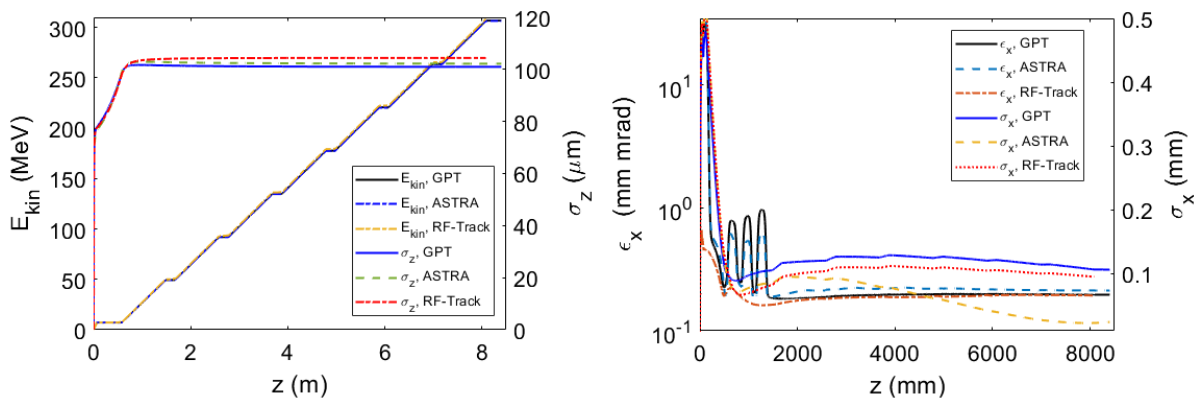 300
250
200
150
100
50
0
E_kin (MeV)
0
2
4
6
8
z (m)
120
100
80
60
40
20
0
σ_z (μm)
E_kin, GPT
E_kin, ASTRA
E_kin, RF-Track
σ_z, GPT
σ_z, ASTRA
σ_z, RF-Track
10^1
10^0
10^-1
ϵ_x (mm mrad)
0
2000
4000
6000
8000
z (mm)
0.5
0.4
0.3
0.2
0.1
0
σ_x (mm)
ϵ_x, GPT
ϵ_x, ASTRA
ϵ_x, RF-Track
σ_x, GPT
σ_x, ASTRA
σ_x, RF-Track